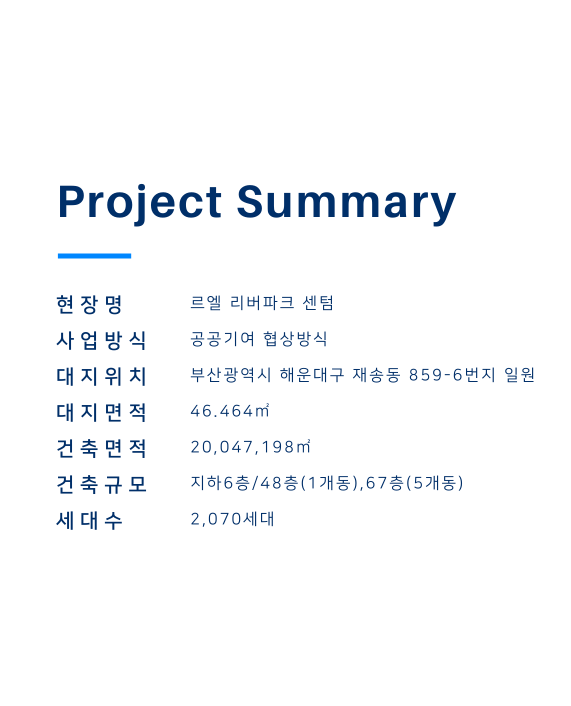 Project Summary
현장명 르엘 리버파크 센텀
사업방식 공공기여 협상방식
대지위치 부산광역시 해운대구 재송동 859-6번지 일원
대지면적 46.464㎡
건축면적 20,047,198㎡
건축규모 지하6층/48층(1개동),67층(5개동)
세대수 2,070세대